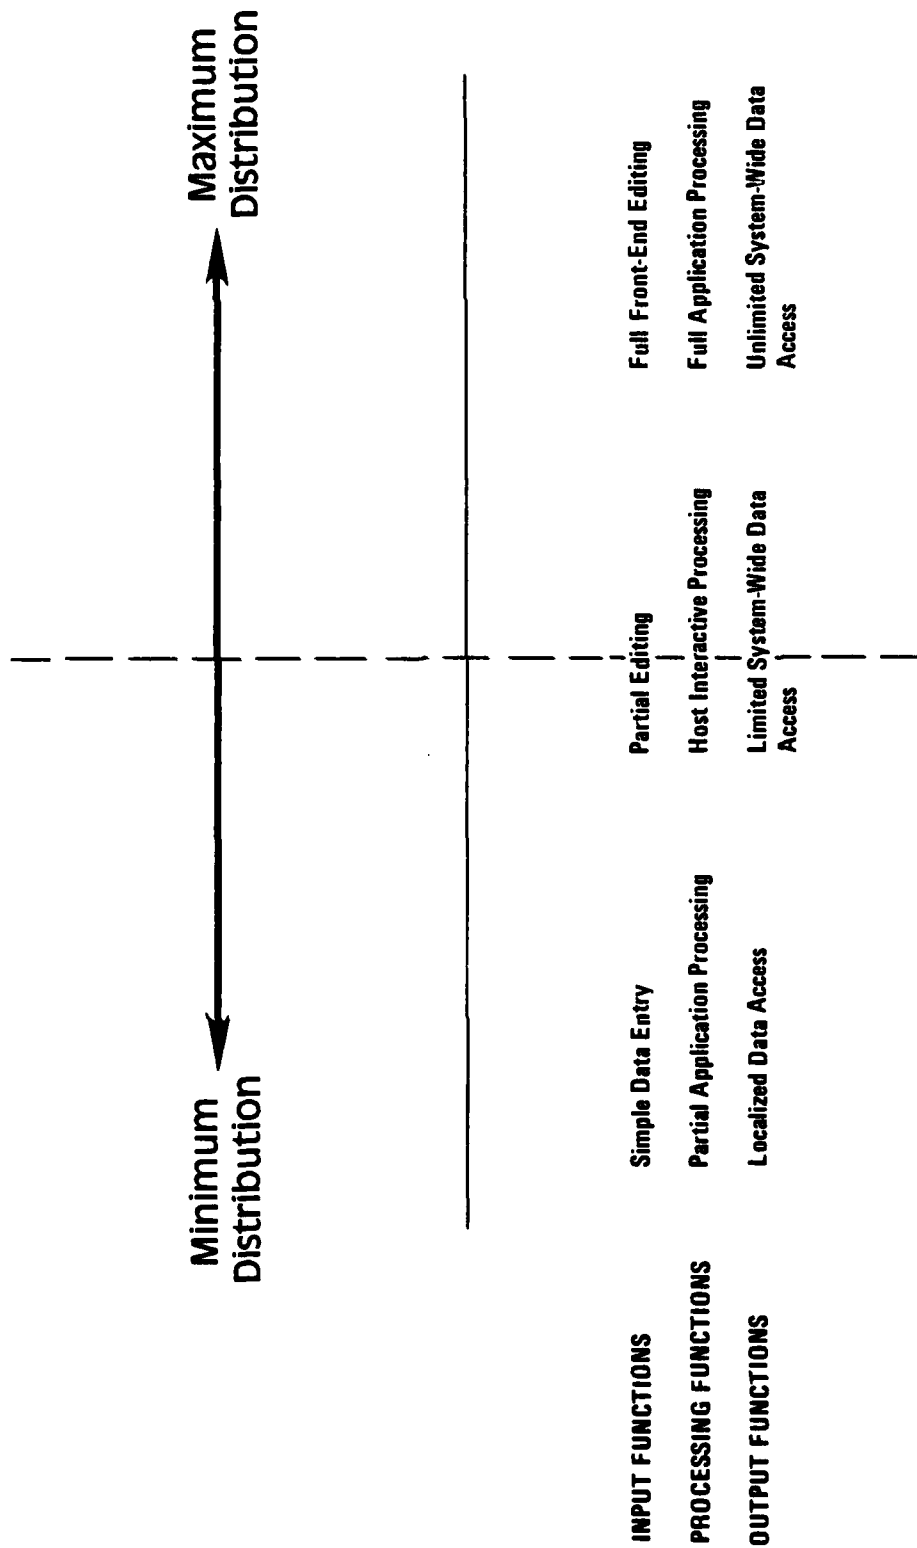 Minimum
Distribution
Maximum
Distribution
INPUT FUNCTIONS
Simple Data Entry
Partial Editing
Full Front-End Editing
PROCESSING FUNCTIONS
Partial Application Processing
Host Interactive Processing
Full Application Processing
OUTPUT FUNCTIONS
Localized Data Access
Limited System-Wide Data
Access
Unlimited System-Wide Data
Access